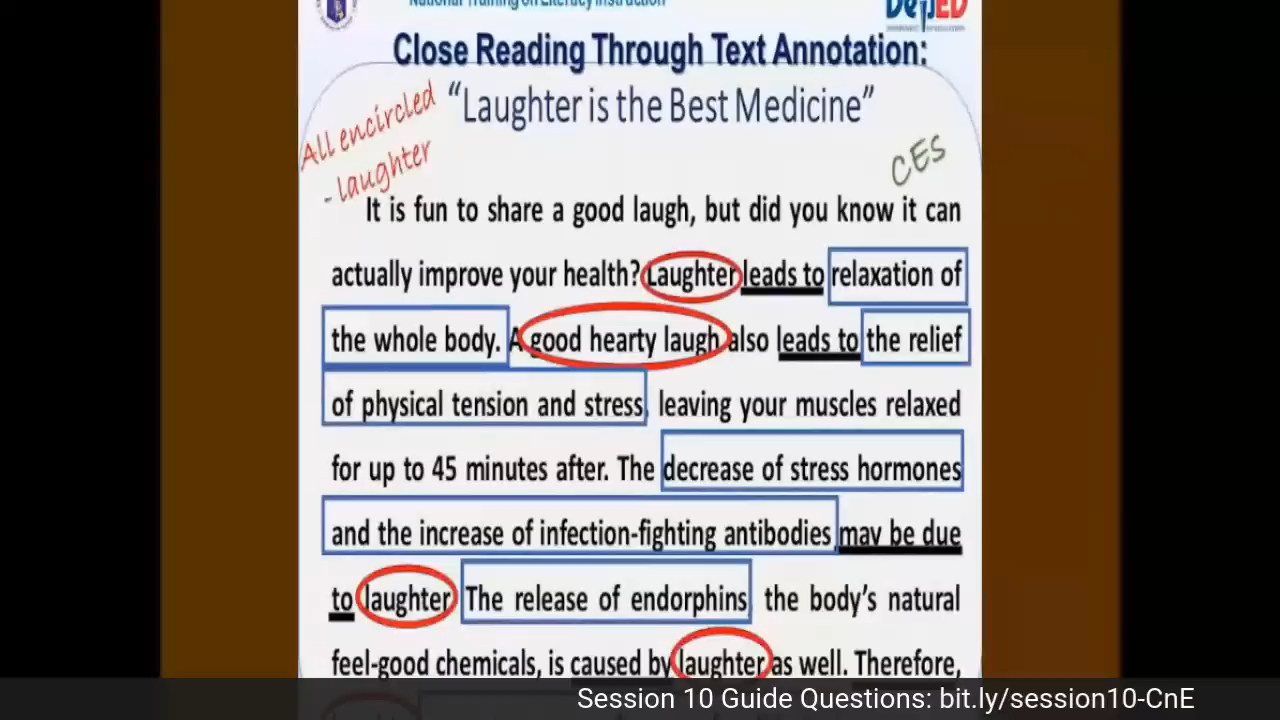 National Training on Literacy Instruction
DepED
Close Reading Through Text Annotation:
"Laughter is the Best Medicine"
All encircled
- laughter
CES
It is fun to share a good laugh, but did you know it can
actually improve your health? Laughter leads to relaxation of
the whole body. A good hearty laugh also leads to the relief
of physical tension and stress, leaving your muscles relaxed
for up to 45 minutes after. The decrease of stress hormones
and the increase of infection-fighting antibodies may be due
to laughter The release of endorphins, the body's natural
feel-good chemicals, is caused by laughter as well. Therefore,
Session 10 Guide Questions: bit.ly/session10-CnE